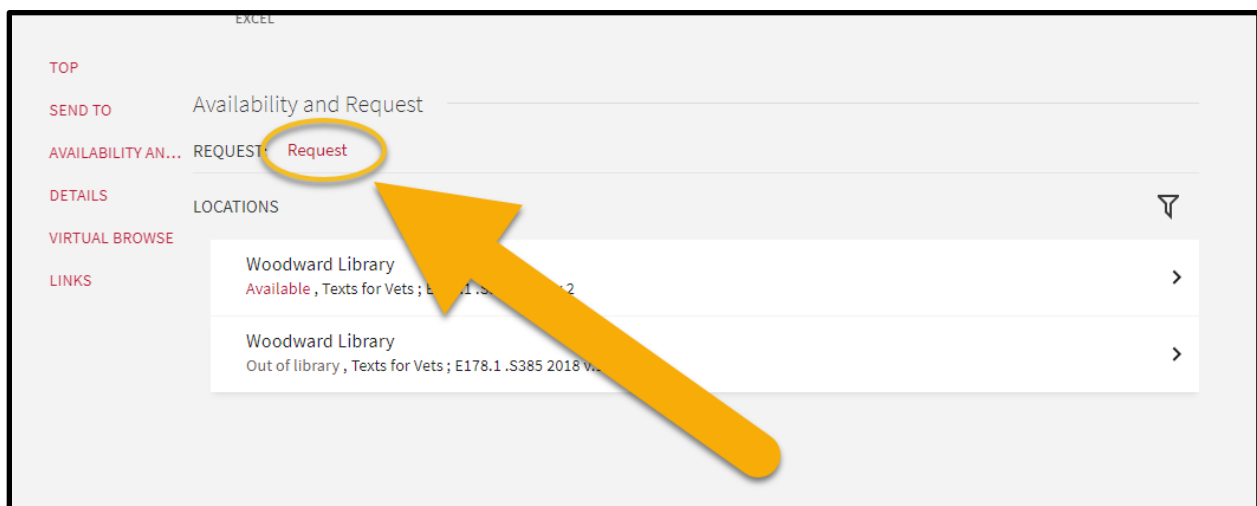 EXCEL
TOP
SEND TO
AVAILABILITY AN...
DETAILS
VIRTUAL BROWSE
LINKS
Availability and Request
REQUEST: Request
LOCATIONS
Woodward Library
Available , Texts for Vets ;
Woodward Library
Out of library , Texts for Vets ; E178.1 .S385 2018